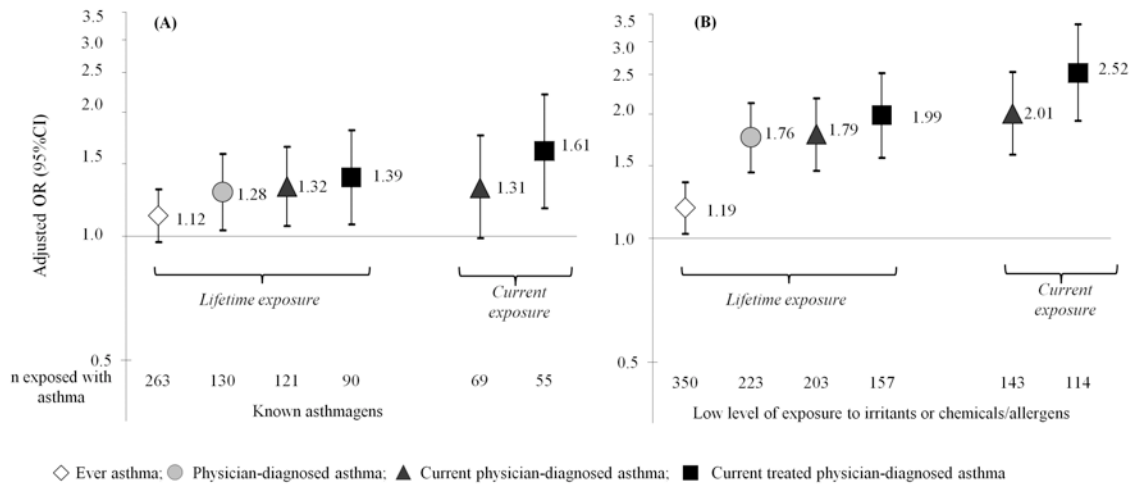 (A)
3.5
3.0
2.5
2.0
1.5
1.0
0.5
Adjusted OR (95%CI)
1.12
1.28
1.32
1.39
1.31
1.61
Lifetime exposure
Current
exposure
n exposed with
asthma
263 130 121 90 69 55
Known asthmagens
(B)
3.5
3.0
2.5
2.0
1.5
1.0
0.5
1.19
1.76
1.79
1.99
2.01
2.52
Lifetime exposure
Current
exposure
350 223 203 157 143 114
Low level of exposure to irritants or chemicals/allergens
Ever asthma; Physician-diagnosed asthma; Current physician-diagnosed asthma; Current treated physician-diagnosed asthma